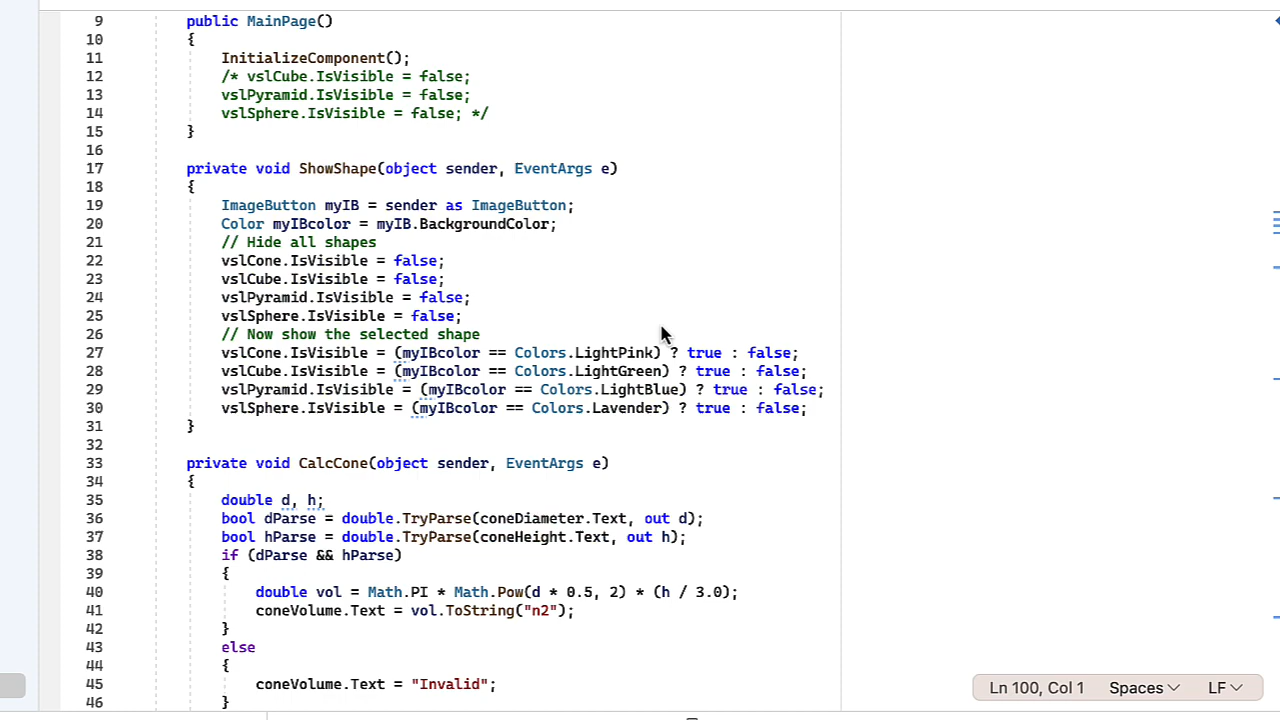 9 public MainPage()
10 {
11 InitializeComponent();
12 /* vslCube.IsVisible = false;
13 vslPyramid.IsVisible = false;
14 vslSphere.IsVisible = false; */
15 }
16
17 private void ShowShape(object sender, EventArgs e)
18 {
19 ImageButton myIB = sender as ImageButton;
20 Color myIBcolor = myIB.BackgroundColor;
21 // Hide all shapes
22 vslCone.IsVisible = false;
23 vslCube.IsVisible = false;
24 vslPyramid.IsVisible = false;
25 vslSphere.IsVisible = false;
26 // Now show the selected shape
27 vslCone.IsVisible = (myIBcolor == Colors.LightPink) ? true : false;
28 vslCube.IsVisible = (myIBcolor == Colors.LightGreen) ? true : false;
29 vslPyramid.IsVisible = (myIBcolor == Colors.LightBlue) ? true : false;
30 vslSphere.IsVisible = (myIBcolor == Colors.Lavender) ? true : false;
31 }
32
33 private void CalcCone(object sender, EventArgs e)
34 {
35 double d, h;
36 bool dParse = double.TryParse(coneDiameter.Text, out d);
37 bool hParse = double.TryParse(coneHeight.Text, out h);
38 if (dParse && hParse)
39 {
40 double vol = Math.PI * Math.Pow(d * 0.5, 2) * (h / 3.0);
41 coneVolume.Text = vol.ToString("n2");
42 }
43 else
44 {
45 coneVolume.Text = "Invalid";
46 }
Ln 100, Col 1 Spaces LF